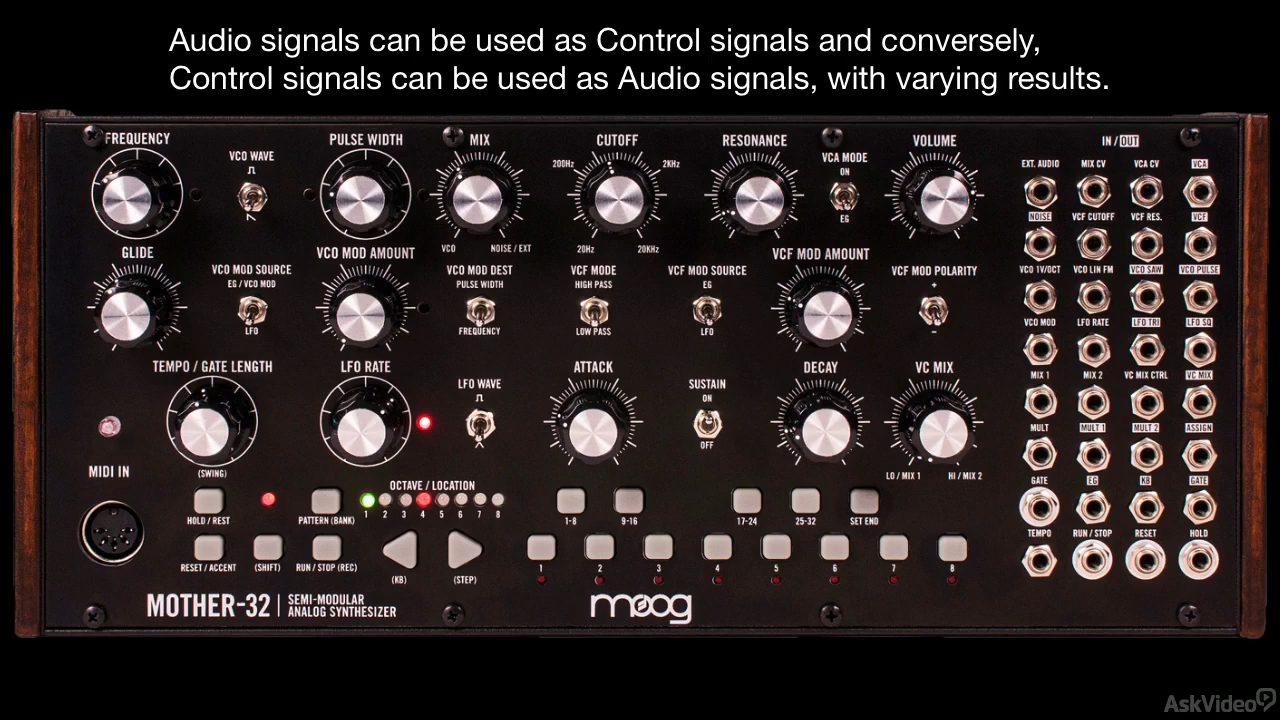 Audio signals can be used as Control signals and conversely,
Control signals can be used as Audio signals, with varying results.
FREQUENCY
VCO WAVE
PULSE WIDTH
MIX
VCO
NOISE / EXT
CUTOFF
200Hz
2KHz
20Hz
20KHz
RESONANCE
VCA MODE
ON
EG
VOLUME
GLIDE
VCO MOD SOURCE
EG / VCO MOD
LFO
VCO MOD AMOUNT
VCO MOD DEST
PULSE WIDTH
FREQUENCY
VCF MODE
HIGH PASS
LOW PASS
VCF MOD SOURCE
EG
LFO
VCF MOD AMOUNT
VCF MOD POLARITY
+
–
TEMPO / GATE LENGTH
(SWING)
LFO RATE
LFO WAVE
ATTACK
SUSTAIN
ON
OFF
DECAY
VC MIX
LO / MIX 1
HI / MIX 2
IN / OUT
EXT. AUDIO MIX CV VCA CV VCA
NOISE VCF CUTOFF VCF RES. VCF
VCO 1V/OCT VCO LIN FM VCO SAW VCO PULSE
VCO MOD LFO RATE LFO TRI LFO SQ
MIX 1 MIX 2 VC MIX CTRL VC MIX
MULT MULT 1 MULT 2 ASSIGN
GATE EG KB GATE
TEMPO RUN / STOP RESET HOLD
MIDI IN
HOLD / REST
PATTERN (BANK)
OCTAVE / LOCATION
1 2 3 4 5 6 7 8
1-8
9-16
17-24
25-32
SET END
RESET / ACCENT
(SHIFT)
RUN / STOP (REC)
(KB)
(STEP)
1 2 3 4 5 6 7 8
MOTHER-32
SEMI-MODULAR
ANALOG SYNTHESIZER
moog
AskVideo